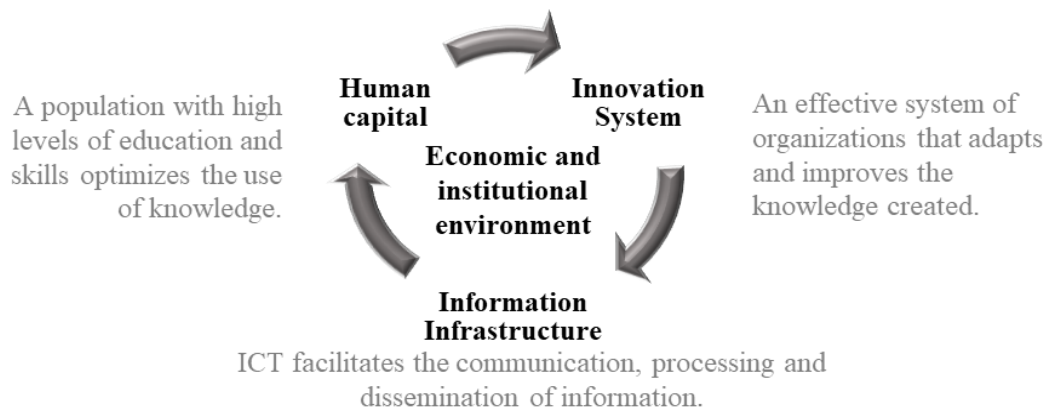 Human
capital
Innovation
System
A population with high
levels of education and
skills optimizes the use
of knowledge.
An effective system of
organizations that adapts
and improves the
knowledge created.
Economic and
institutional
environment
Information
Infrastructure
ICT facilitates the communication, processing and
dissemination of information.